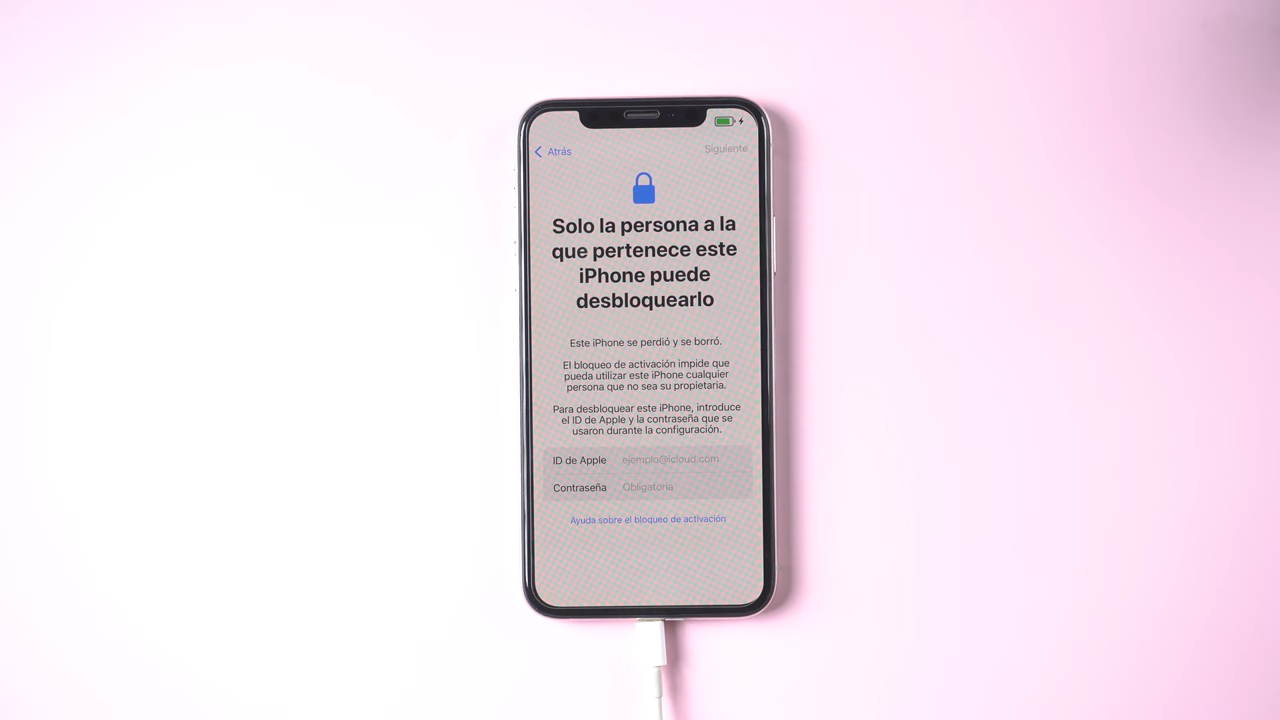 Atrás
Siguiente
Solo la persona a la
que pertenece este
iPhone puede
desbloquearlo
Este iPhone se perdió y se borró.
El bloqueo de activación impide que
pueda utilizar este iPhone cualquier
persona que no sea su propietaria.
Para desbloquear este iPhone, introduce
el ID de Apple y la contraseña que se
usaron durante la configuración.
ID de Apple ejemplo@icloud.com
Contraseña Obligatoria
Ayuda sobre el bloqueo de activación